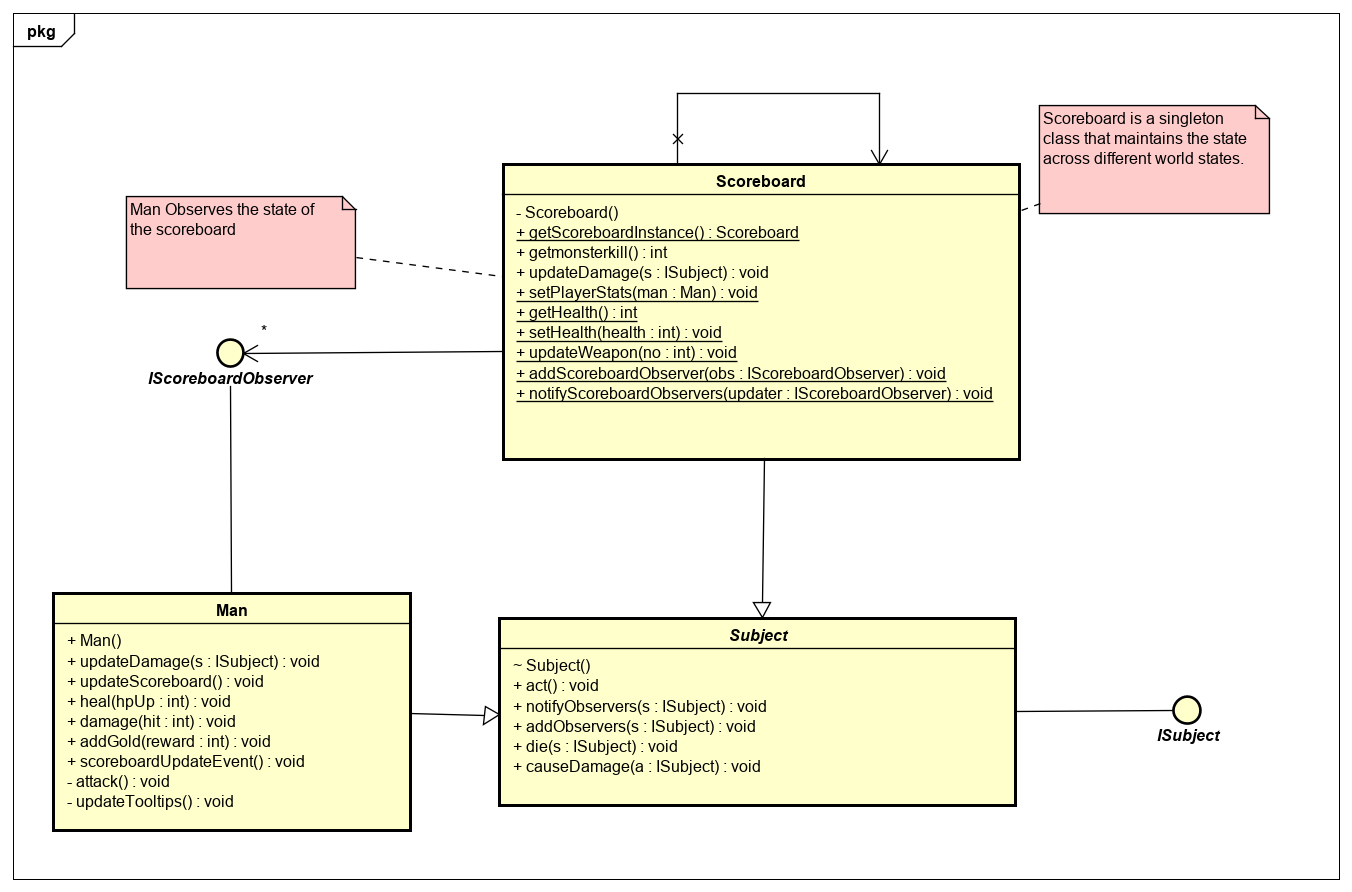 pkg
Scoreboard is a singleton
class that maintains the state
across different world states.
Man Observes the state of
the scoreboard
Scoreboard
- Scoreboard()
+ getScoreboardInstance() : Scoreboard
+ getmonsterkill() : int
+ updateDamage(s : ISubject) : void
+ setPlayerStats(man : Man) : void
+ getHealth() : int
+ setHealth(health : int) : void
+ updateWeapon(no : int) : void
+ addScoreboardObserver(obs : IScoreboardObserver) : void
+ notifyScoreboardObservers(updater : IScoreboardObserver) : void
*
IScoreboardObserver
Man
+ Man()
+ updateDamage(s : ISubject) : void
+ updateScoreboard() : void
+ heal(hpUp : int) : void
+ damage(hit : int) : void
+ addGold(reward : int) : void
+ scoreboardUpdateEvent() : void
- attack() : void
- updateTooltips() : void
Subject
~ Subject()
+ act() : void
+ notifyObservers(s : ISubject) : void
+ addObservers(s : ISubject) : void
+ die(s : ISubject) : void
+ causeDamage(a : ISubject) : void
ISubject